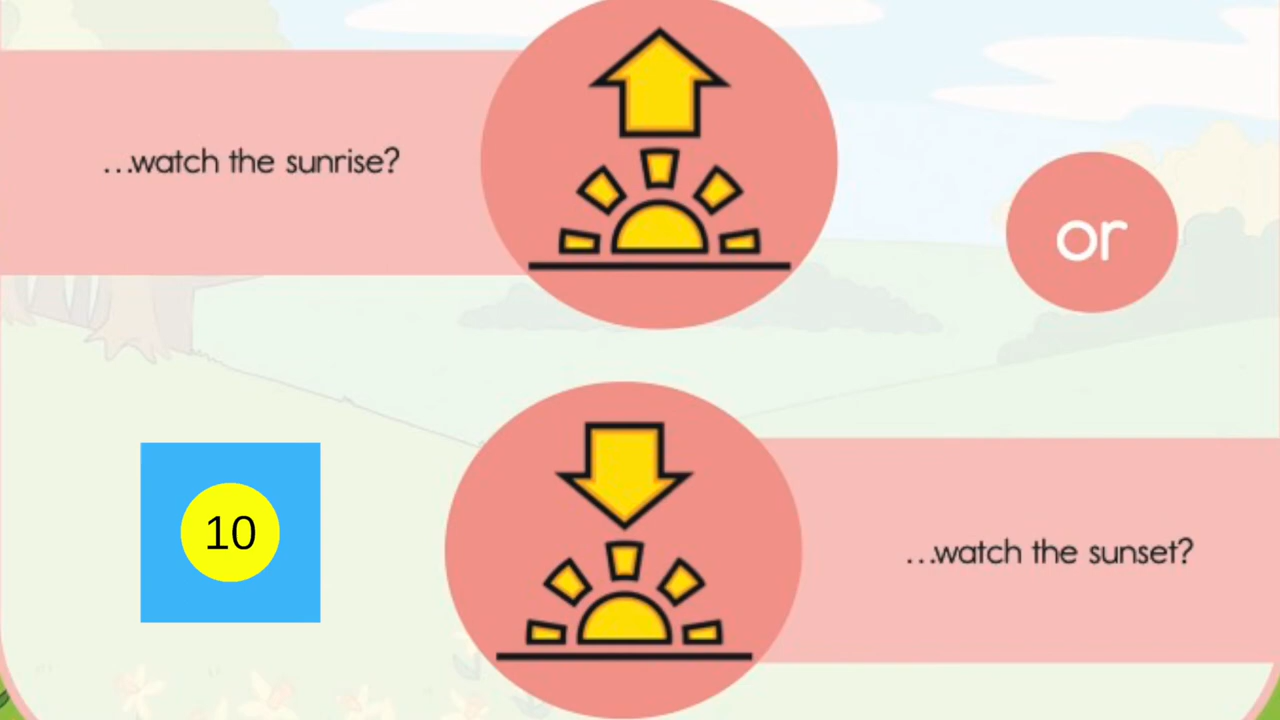 ...watch the sunrise?
or
10
...watch the sunset?